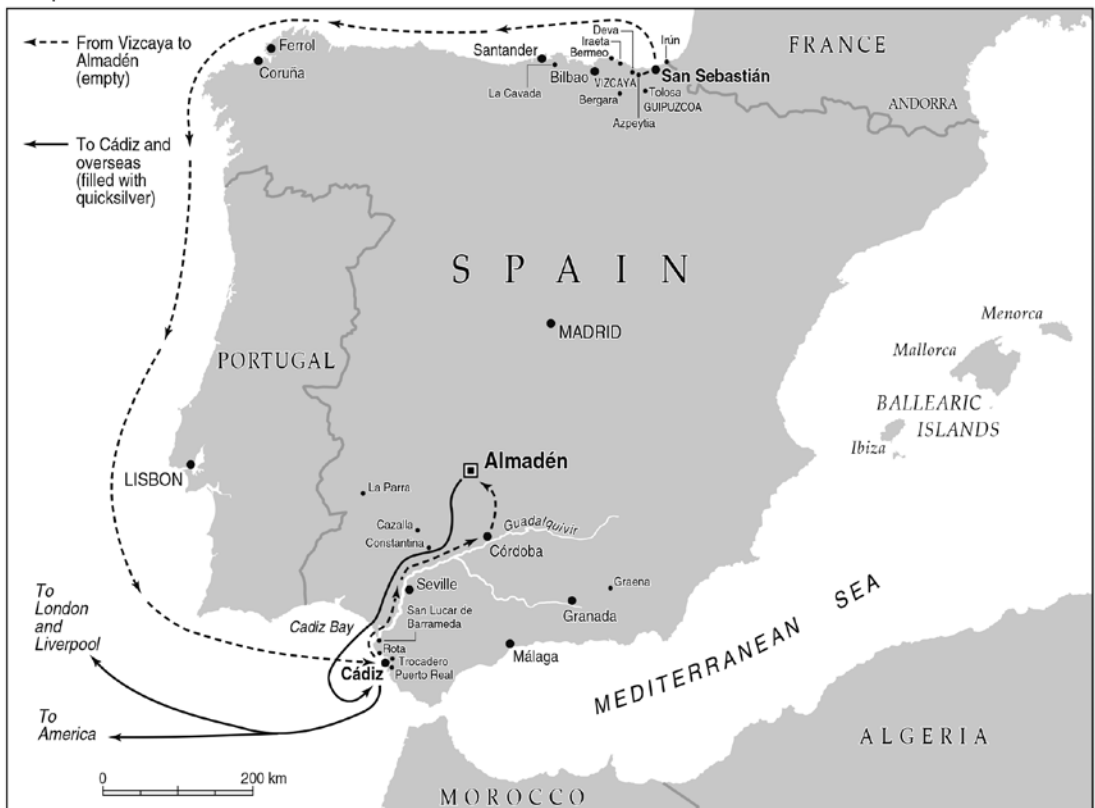 From Vizcaya to
Almadén
(empty)
To Cádiz and
overseas
(filled with
quicksilver)
Ferrol
Coruña
Santander
La Cavada
Bilbao
Deva
Iraeta
Bermeo
Irún
VIZCAYA
San Sebastián
Bergara
Tolosa
GUIPUZCOA
Azpeytia
FRANCE
ANDORRA
SPAIN
MADRID
PORTUGAL
LISBON
Menorca
Mallorca
BALLEARIC
ISLANDS
Ibiza
Almadén
La Parra
Cazalla
Constantina
Guadalquivir
Córdoba
Seville
Graena
Granada
San Lucar de
Barrameda
Cadiz Bay
Rota
Trocadero
Cádiz
Puerto Real
Málaga
MEDITERRANEAN SEA
To
London
and
Liverpool
To
America
ALGERIA
MOROCCO
0 200 km